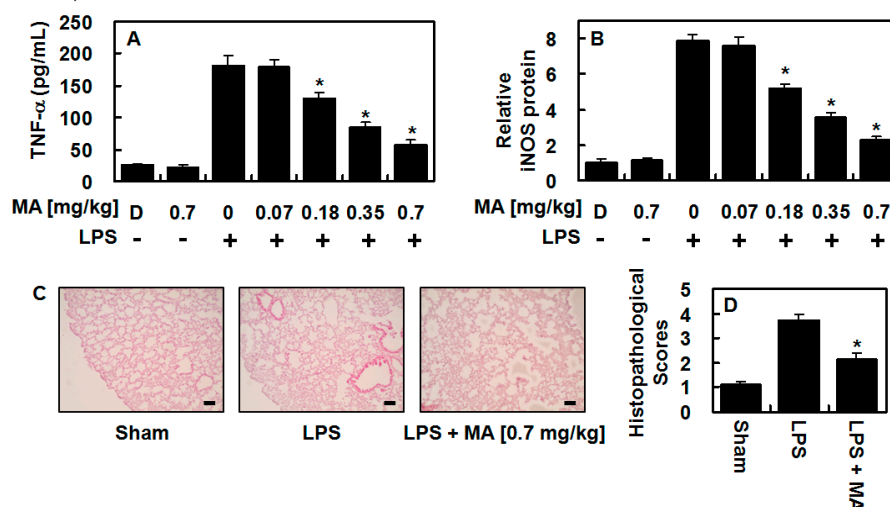 A
TNF-α (pg/mL)
250
200
150
100
50
0
*
*
*
MA [mg/kg] D 0.7 0 0.07 0.18 0.35 0.7
LPS - - + + + + +
B
Relative
iNOS protein
8
6
4
2
0
*
*
*
MA [mg/kg] D 0.7 0 0.07 0.18 0.35 0.7
LPS - - + + + + +
C
Sham
LPS
LPS + MA [0.7 mg/kg]
D
Histopathological
Scores
5
4
3
2
1
0
*
Sham
LPS
LPS + MA